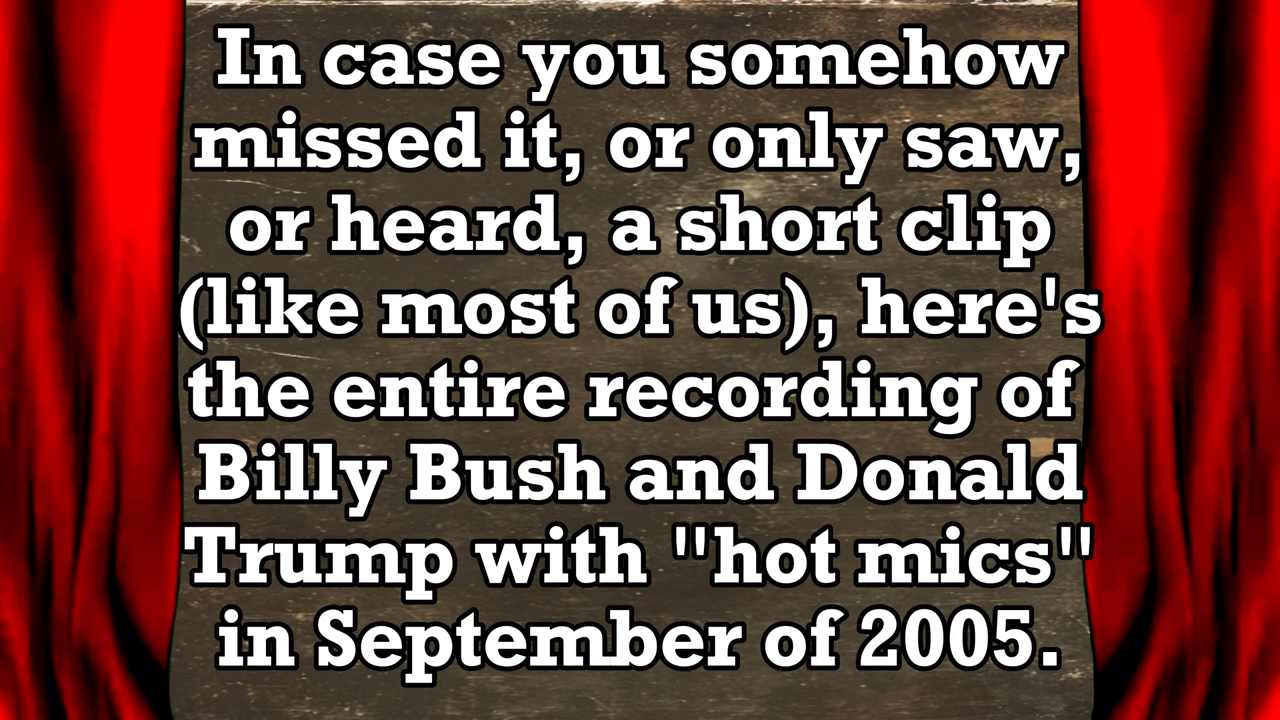 In case you somehow
missed it, or only saw,
or heard, a short clip
(like most of us), here's
the entire recording of
Billy Bush and Donald
Trump with "hot mics"
in September of 2005.